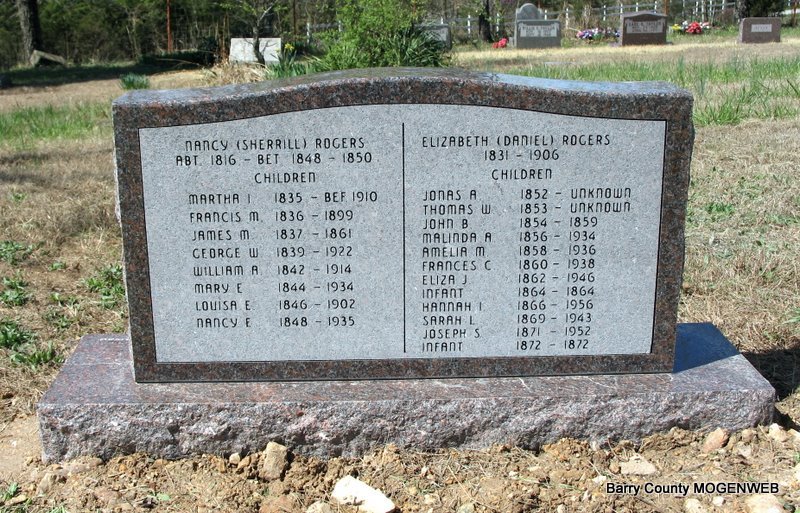 NANCY (SHERRILL) ROGERS
ABT. 1816 - BET. 1848 - 1850
CHILDREN
MARTHA I 1835 - BEF. 1910
FRANCIS M. 1836 - 1899
JAMES M 1837 - 1861
GEORGE W 1839 - 1922
WILLIAM A. 1842 - 1914
MARY E 1844 - 1934
LOUISA E 1846 - 1902
NANCY E 1848 - 1935
ELIZABETH (DANIEL) ROGERS
1831 - 1906
CHILDREN
JONAS A. 1852 - UNKNOWN
THOMAS W 1853 - UNKNOWN
JOHN B 1854 - 1859
MALINDA A 1856 - 1934
AMELIA M 1858 - 1936
FRANCES C 1860 - 1938
ELIZA J 1862 - 1946
INFANT 1864 - 1864
HANNAH I 1866 - 1956
SARAH L 1869 - 1943
JOSEPH S. 1871 - 1952
INFANT 1872 - 1872
Barry County MOGENWEB